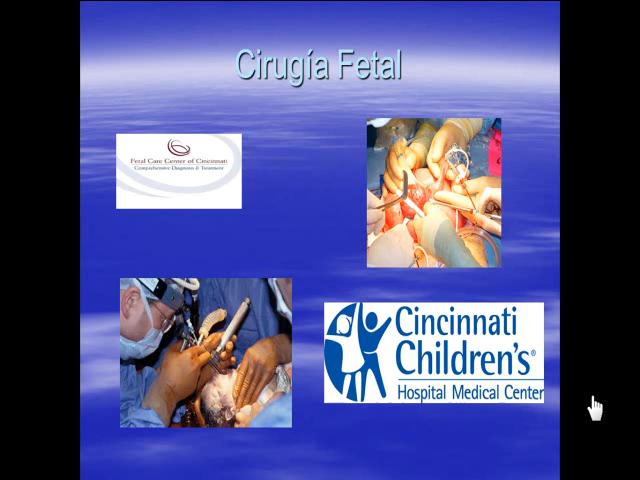 Cirugía Fetal
Fetal Care Center of Cincinnati
Comprehensive Diagnosis & Treatment
Cincinnati
Children's®
Hospital Medical Center